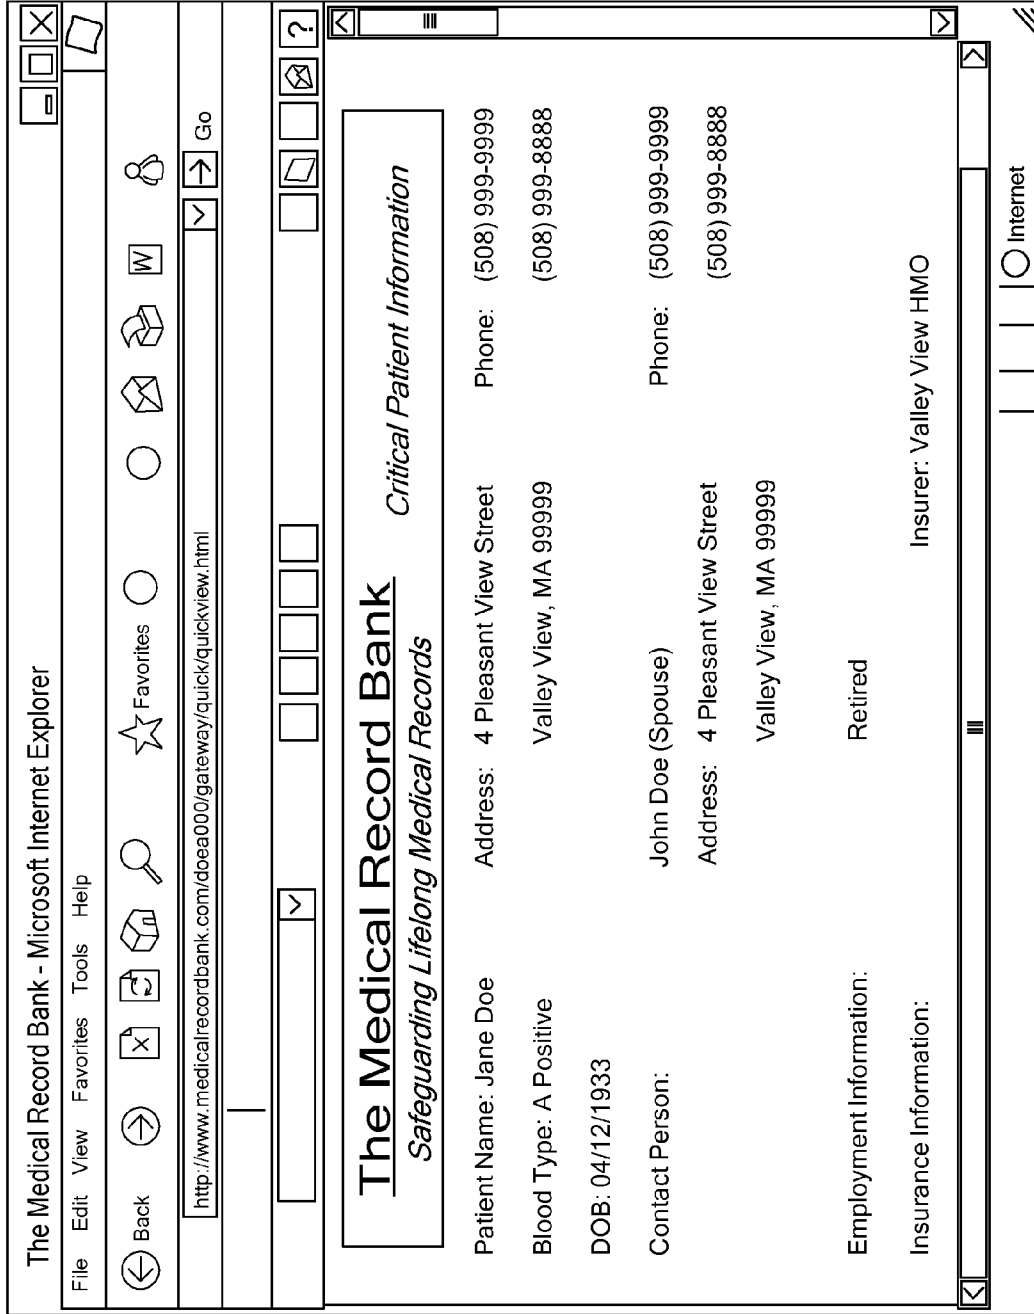 The Medical Record Bank - Microsoft Internet Explorer
File Edit View Favorites Tools Help
Back Favorites W
http://www.medicalrecordbank.com/doea000/gateway/quick/quickview.html Go
?
The Medical Record Bank Critical Patient Information
Safeguarding Lifelong Medical Records
Patient Name: Jane Doe Address: 4 Pleasant View Street Phone: (508) 999-9999
Blood Type: A Positive Valley View, MA 99999 (508) 999-8888
DOB: 04/12/1933
Contact Person: John Doe (Spouse) Phone: (508) 999-9999
Address: 4 Pleasant View Street (508) 999-8888
Valley View, MA 99999
Employment Information: Retired
Insurance Information: Insurer: Valley View HMO
Internet